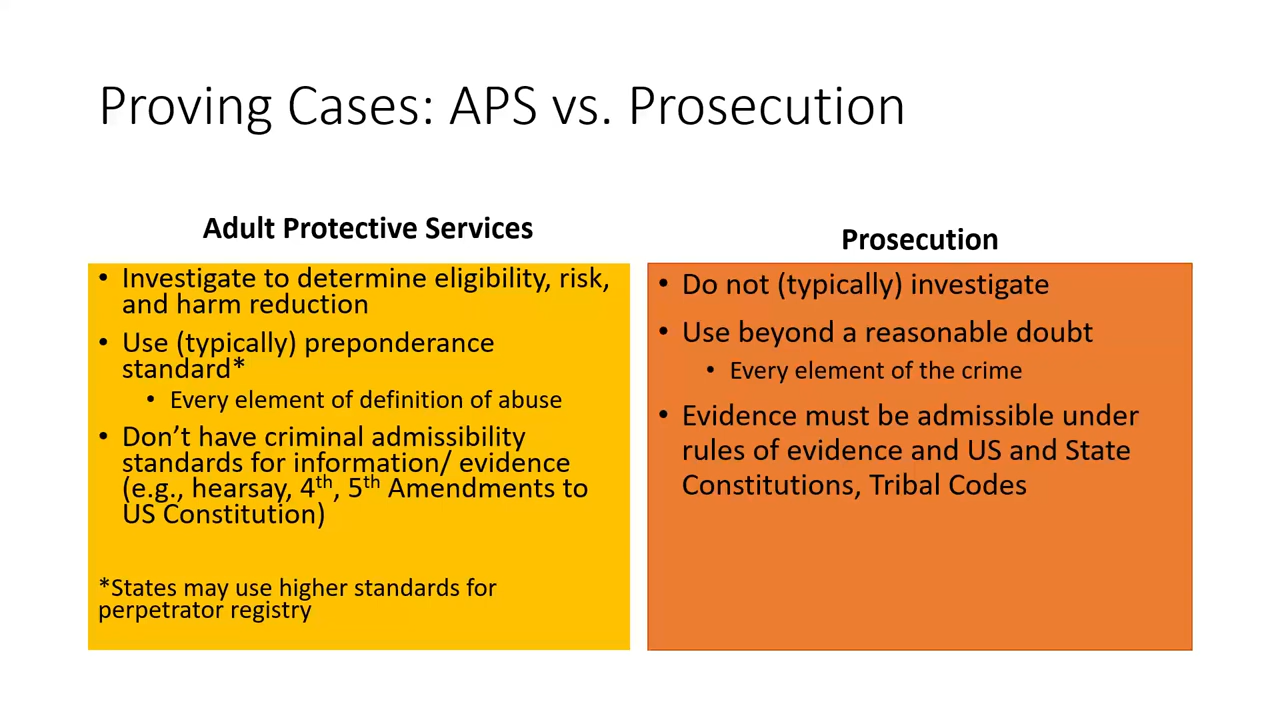 Proving Cases: APS vs. Prosecution
Adult Protective Services
• Investigate to determine eligibility, risk,
and harm reduction
• Use (typically) preponderance
standard*
• Every element of definition of abuse
• Don’t have criminal admissibility
standards for information/ evidence
(e.g., hearsay, 4th, 5th Amendments to
US Constitution)
*States may use higher standards for
perpetrator registry
Prosecution
• Do not (typically) investigate
• Use beyond a reasonable doubt
• Every element of the crime
• Evidence must be admissible under
rules of evidence and US and State
Constitutions, Tribal Codes